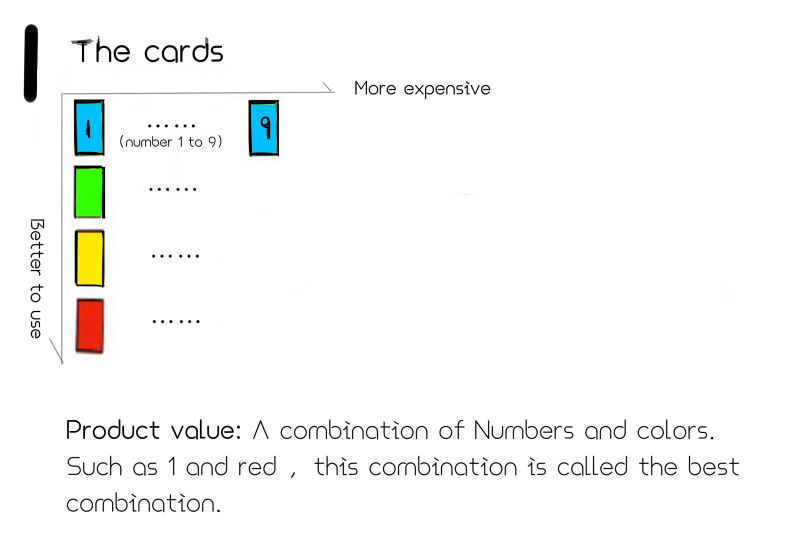 The cards
More expensive
1 ...... 9
(number 1 to 9)
......
......
......
Better to use
Product value: A combination of Numbers and colors.
Such as 1 and red , this combination is called the best
combination.